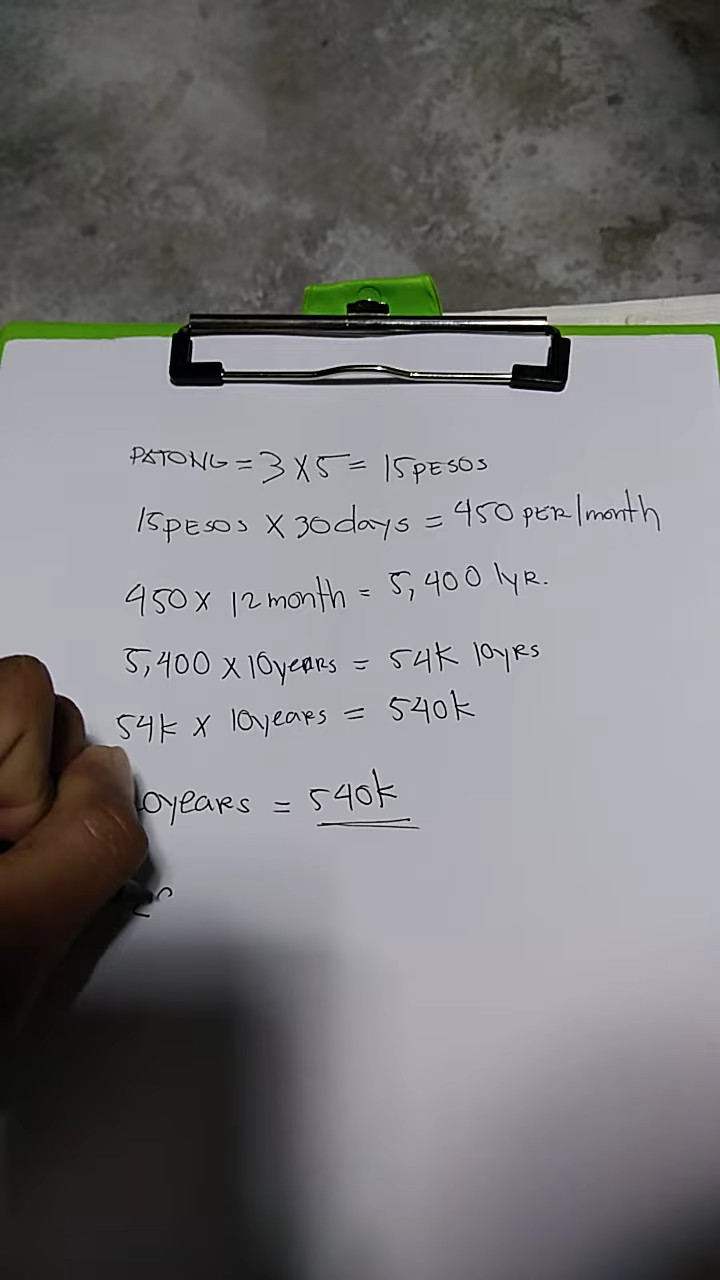 PATONG = 3 X 5 = 15 PESOS
15 PESOS X 30 days = 450 PER/month
450 X 12 month = 5,400 1yR.
5,400 X 10 yeaRs = 54K 10yRs
54K X 10 yeaRs = 540k
0yeaRs = 540k